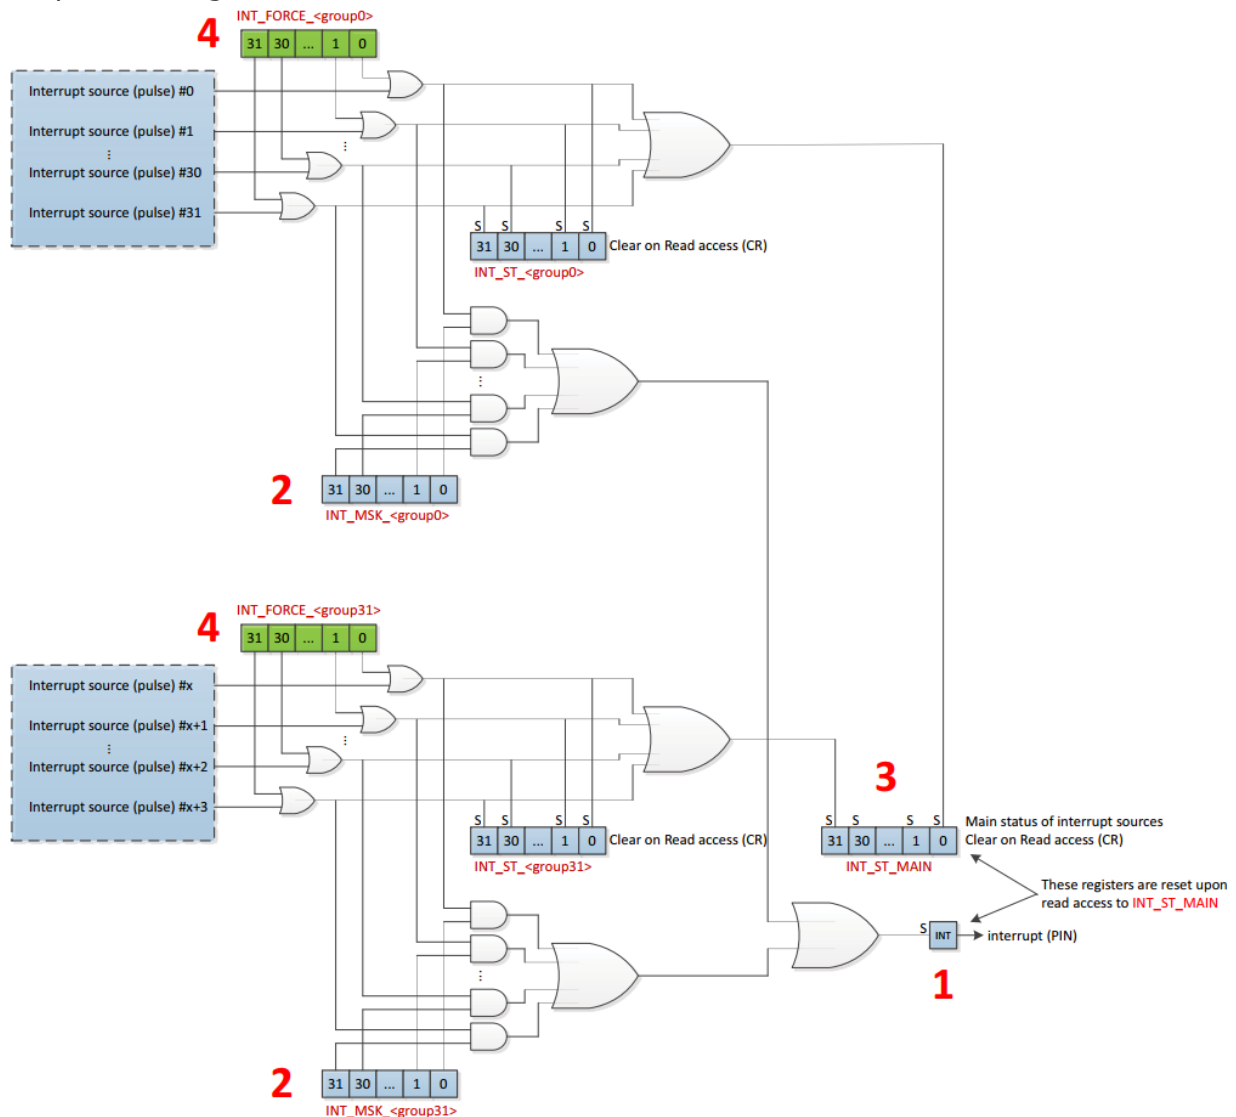 INT_FORCE_<group0>
4
31 30 ... 1 0
Interrupt source (pulse) #0
Interrupt source (pulse) #1
⋮
Interrupt source (pulse) #30
Interrupt source (pulse) #31
⋮
S S S S
31 30 ... 1 0 Clear on Read access (CR)
INT_ST_<group0>
⋮
2
31 30 ... 1 0
INT_MSK_<group0>
INT_FORCE_<group31>
4
31 30 ... 1 0
Interrupt source (pulse) #x
Interrupt source (pulse) #x+1
⋮
Interrupt source (pulse) #x+2
Interrupt source (pulse) #x+3
⋮
S S S S
31 30 ... 1 0 Clear on Read access (CR)
INT_ST_<group31>
3
S S S S
31 30 ... 1 0
INT_ST_MAIN
Main status of interrupt sources
Clear on Read access (CR)
These registers are reset upon
read access to INT_ST_MAIN
S INT interrupt (PIN)
1
⋮
2
31 30 ... 1 0
INT_MSK_<group31>